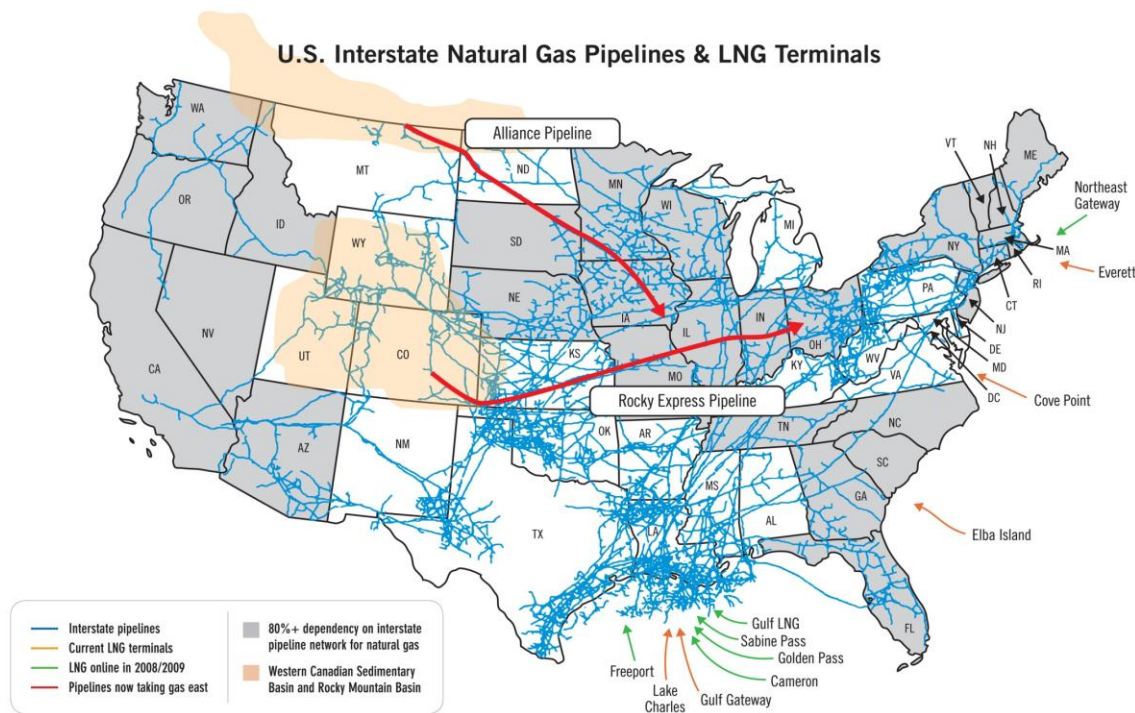 U.S. Interstate Natural Gas Pipelines & LNG Terminals
WA
Alliance Pipeline
VT
NH
ME
MT
ND
MN
Northeast
Gateway
OR
ID
WI
MI
NY
MA
WY
SD
RI
Everett
CT
PA
NE
IA
NJ
NV
IL
IN
OH
DE
UT
CO
KS
MD
WV
CA
MO
KY
VA
DC
Cove Point
Rocky Express Pipeline
NC
TN
OK
AR
AZ
NM
SC
MS
GA
AL
Elba Island
TX
LA
FL
Gulf LNG
Sabine Pass
Golden Pass
Cameron
Freeport
Lake
Charles
Gulf Gateway
Interstate pipelines
Current LNG terminals
LNG online in 2008/2009
Pipelines now taking gas east
80%+ dependency on interstate
pipeline network for natural gas
Western Canadian Sedimentary
Basin and Rocky Mountain Basin